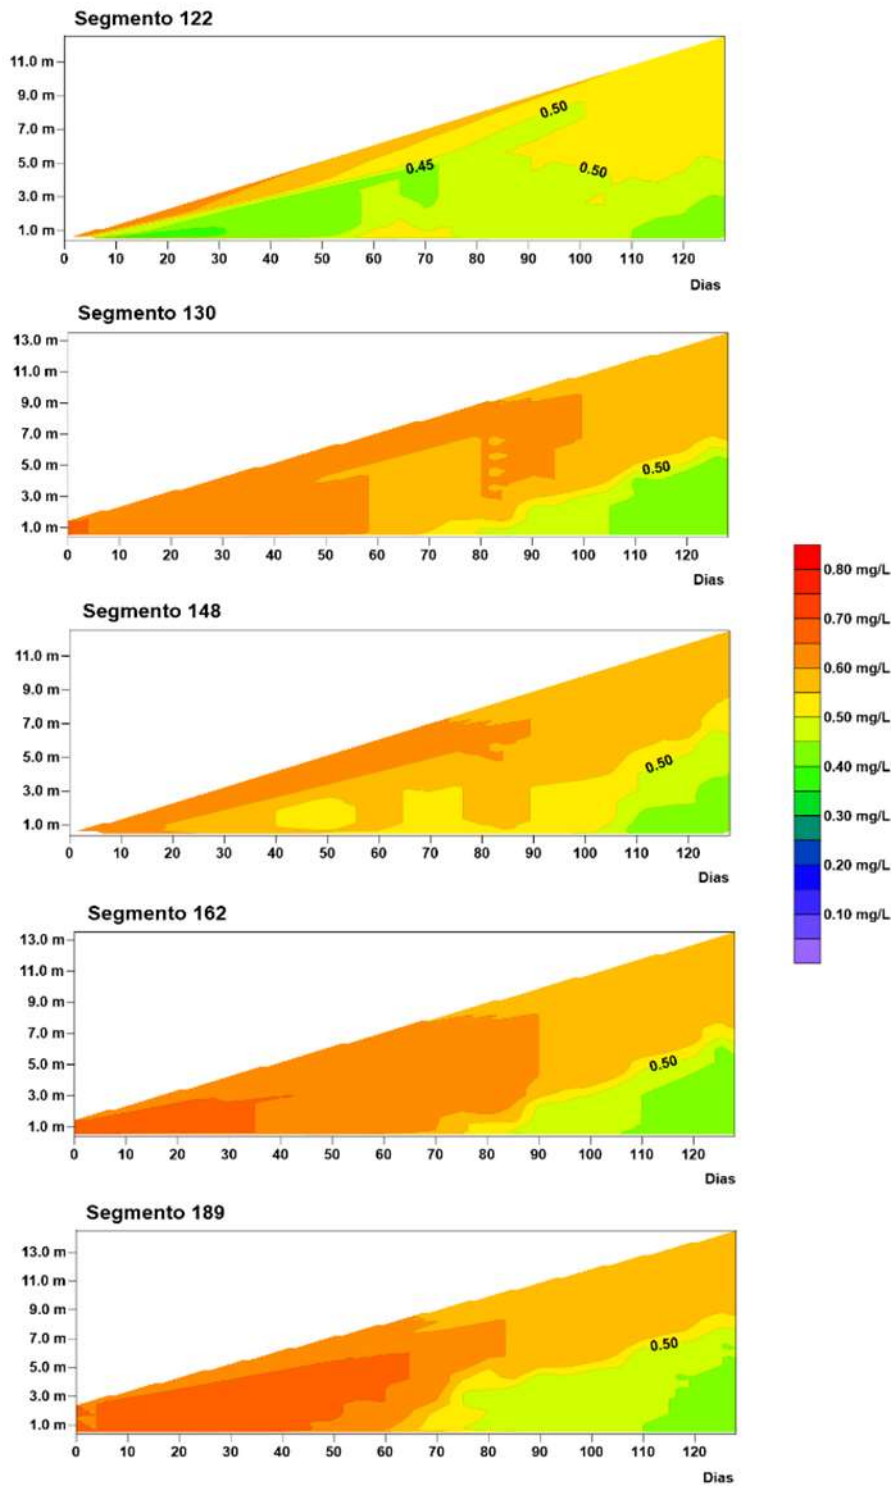 Segmento 122
11.0 m
9.0 m
7.0 m
5.0 m
3.0 m
1.0 m
0.50
0.45
0.50
0 10 20 30 40 50 60 70 80 90 100 110 120
Dias
Segmento 130
13.0 m
11.0 m
9.0 m
7.0 m
5.0 m
3.0 m
1.0 m
0.50
0 10 20 30 40 50 60 70 80 90 100 110 120
Dias
Segmento 148
11.0 m
9.0 m
7.0 m
5.0 m
3.0 m
1.0 m
0.50
0 10 20 30 40 50 60 70 80 90 100 110 120
Dias
Segmento 162
13.0 m
11.0 m
9.0 m
7.0 m
5.0 m
3.0 m
1.0 m
0.50
0 10 20 30 40 50 60 70 80 90 100 110 120
Dias
Segmento 189
13.0 m
11.0 m
9.0 m
7.0 m
5.0 m
3.0 m
1.0 m
0.50
0 10 20 30 40 50 60 70 80 90 100 110 120
Dias
0.80 mg/L
0.70 mg/L
0.60 mg/L
0.50 mg/L
0.40 mg/L
0.30 mg/L
0.20 mg/L
0.10 mg/L